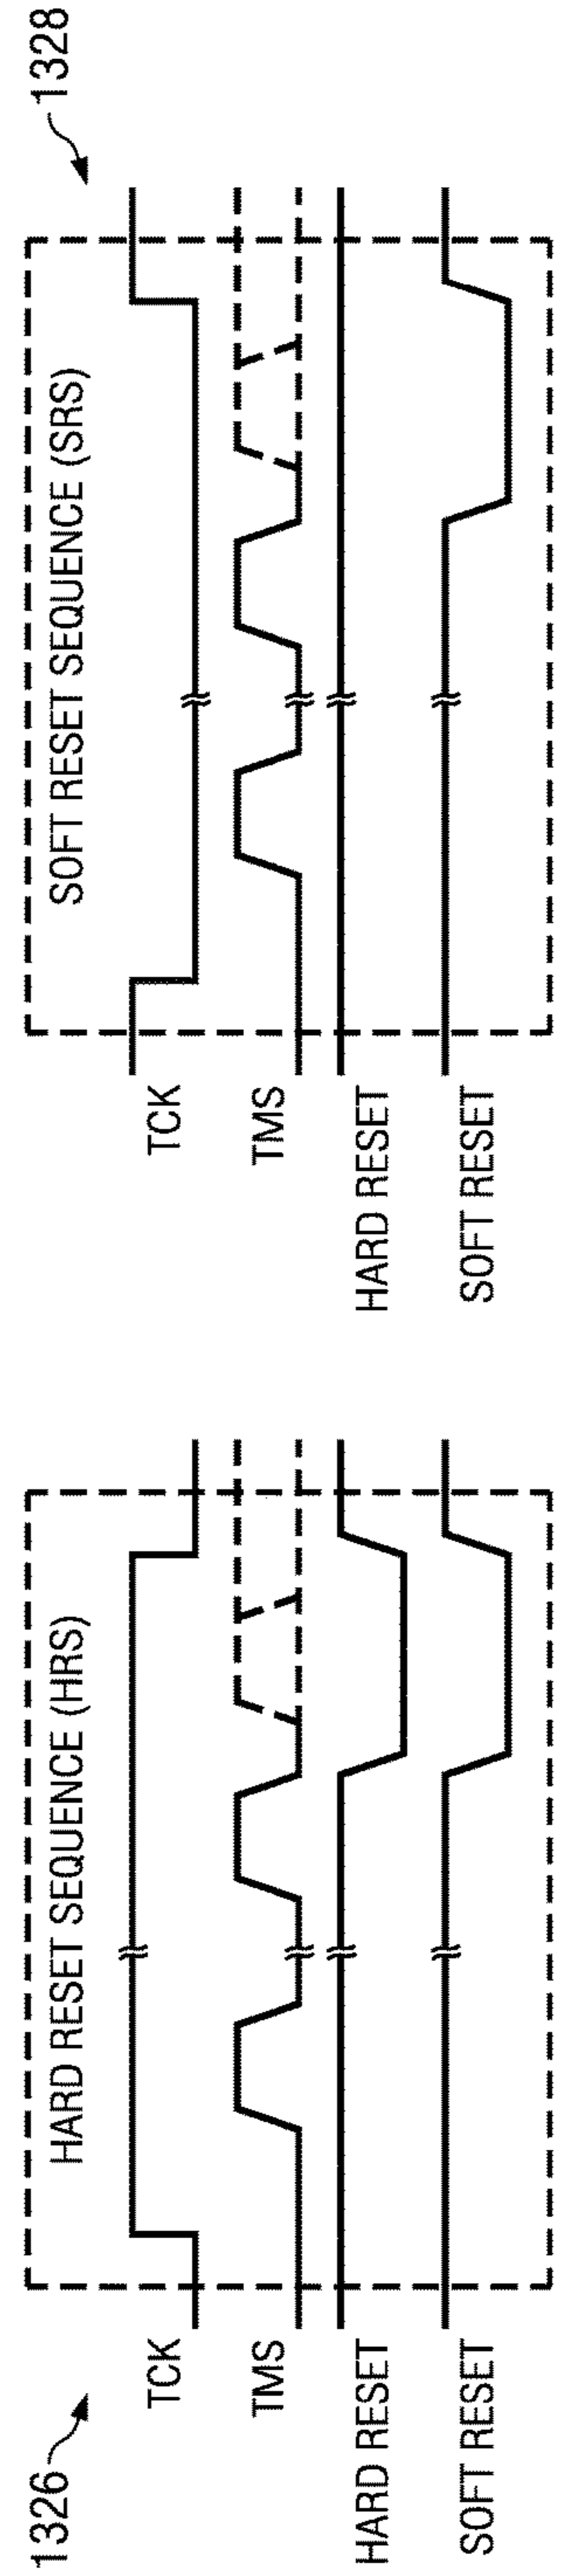 1326
HARD RESET SEQUENCE (HRS)
TCK
TMS
HARD RESET
SOFT RESET
1328
SOFT RESET SEQUENCE (SRS)
TCK
TMS
HARD RESET
SOFT RESET